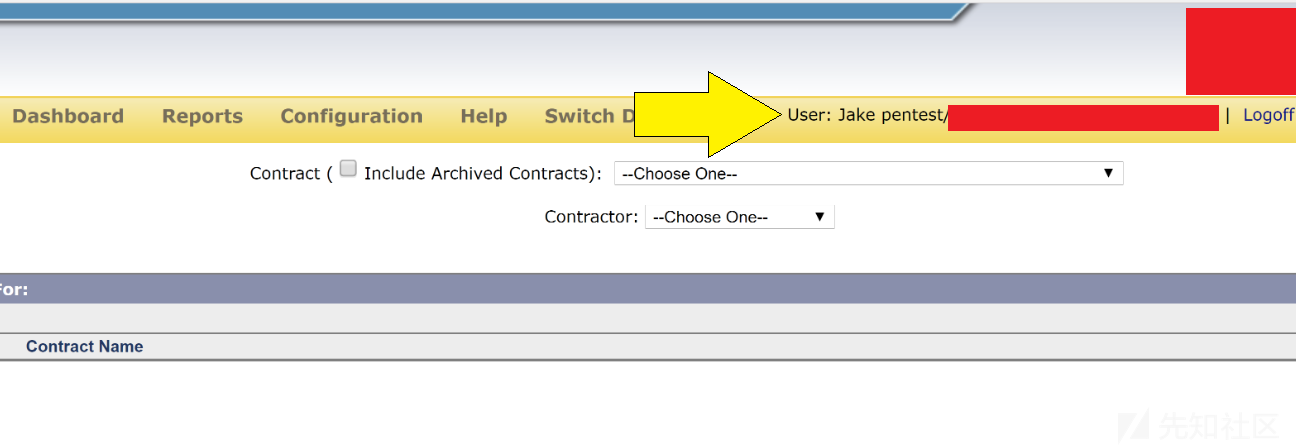 Dashboard Reports Configuration Help Switch D User: Jake pentest/ | Logoff
Contract ( Include Archived Contracts): --Choose One--
Contractor: --Choose One--
For:
Contract Name
先知社区